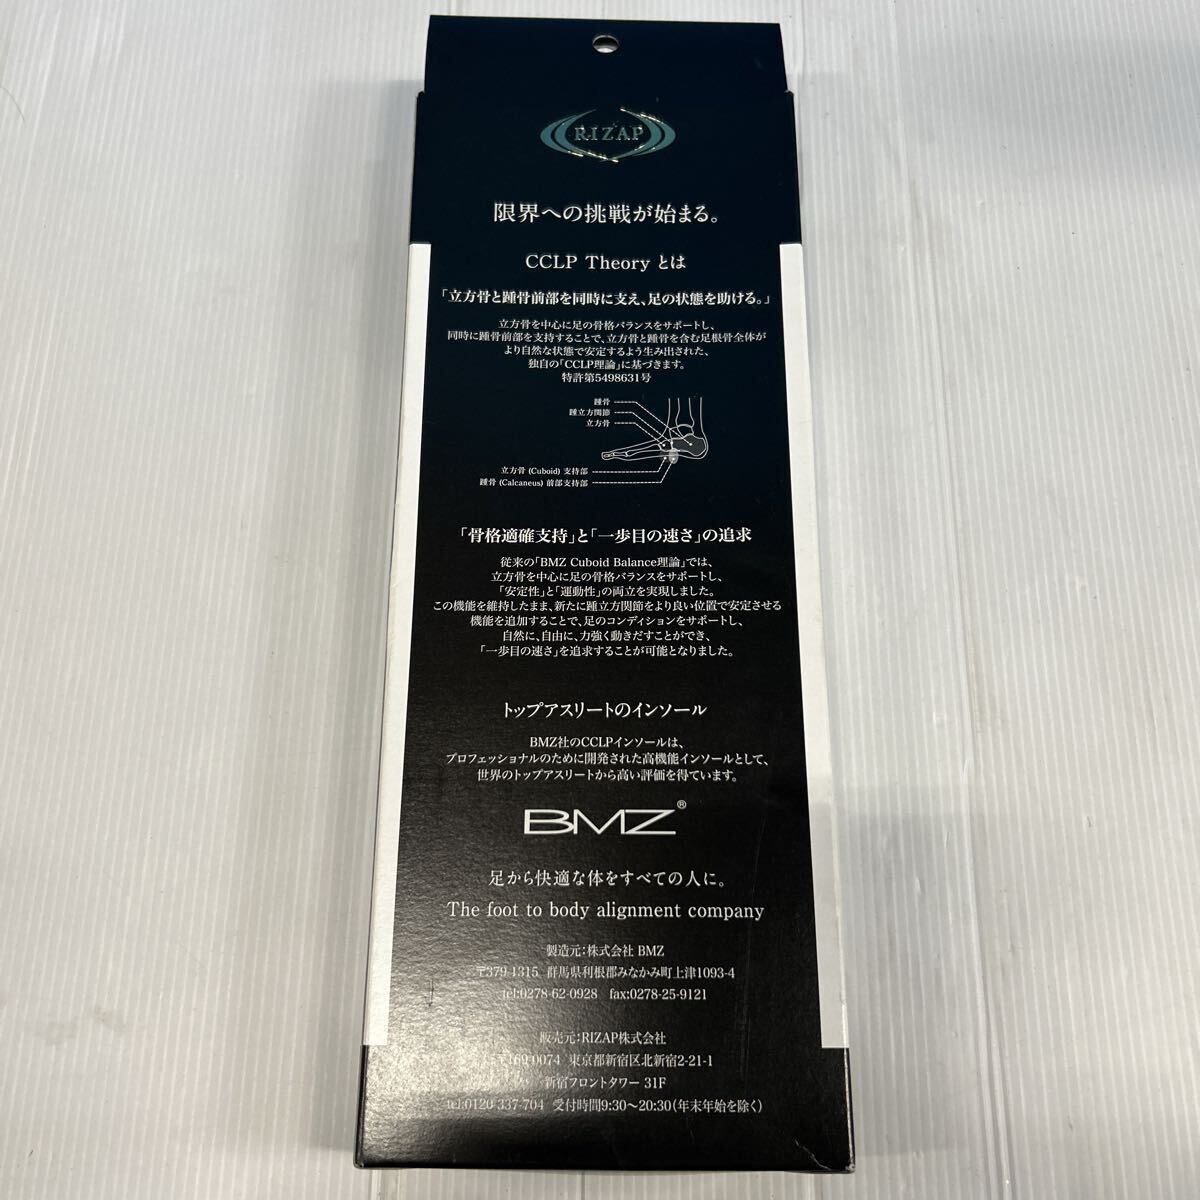 RIZAP
限界への挑戦が始まる。
CCLP Theory とは
「立方骨と踵骨前部を同時に支え、足の状態を助ける。」
立方骨を中心に足の骨格バランスをサポートし、
同時に踵骨前部を支持することで、立方骨と踵骨を含む足根骨全体が
より自然な状態で安定するよう生み出された、
独自の「CCLP理論」に基づきます。
特許第5498631号
踵骨
踵立方関節
立方骨
立方骨 (Cuboid) 支持部
踵骨 (Calcaneus) 前部支持部
「骨格適確支持」と「一歩目の速さ」の追求
従来の「BMZ Cuboid Balance理論」では、
立方骨を中心に足の骨格バランスをサポートし、
「安定性」と「運動性」の両立を実現しました。
この機能を維持したまま、新たに踵立方関節をより良い位置で安定させる
機能を追加することで、足のコンディションをサポートし、
自然に、自由に、力強く動きだすことができ、
「一歩目の速さ」を追求することが可能となりました。
トップアスリートのインソール
BMZ社のCCLPインソールは、
プロフェッショナルのために開発された高機能インソールとして、
世界のトップアスリートから高い評価を得ています。
BMZ®
足から快適な体をすべての人に。
The foot to body alignment company
製造元:株式会社 BMZ
〒379-1315 群馬県利根郡みなかみ町上津1093-4
tel:0278-62-0928 fax:0278-25-9121
販売元:RIZAP株式会社
〒169-0074 東京都新宿区北新宿2-21-1
新宿フロントタワー 31F
tel:0120-337-704 受付時間9:30～20:30(年末年始を除く)